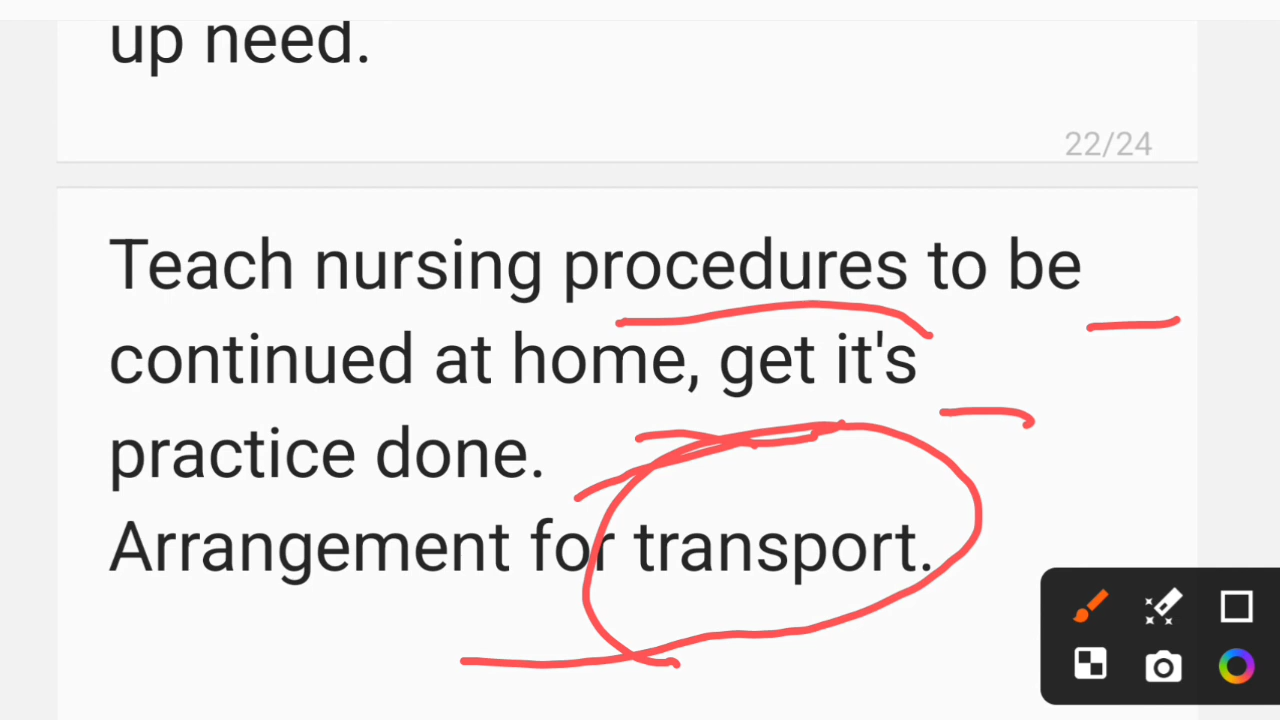 up need.
22/24
Teach nursing procedures to be
continued at home, get it's
practice done.
Arrangement for transport.